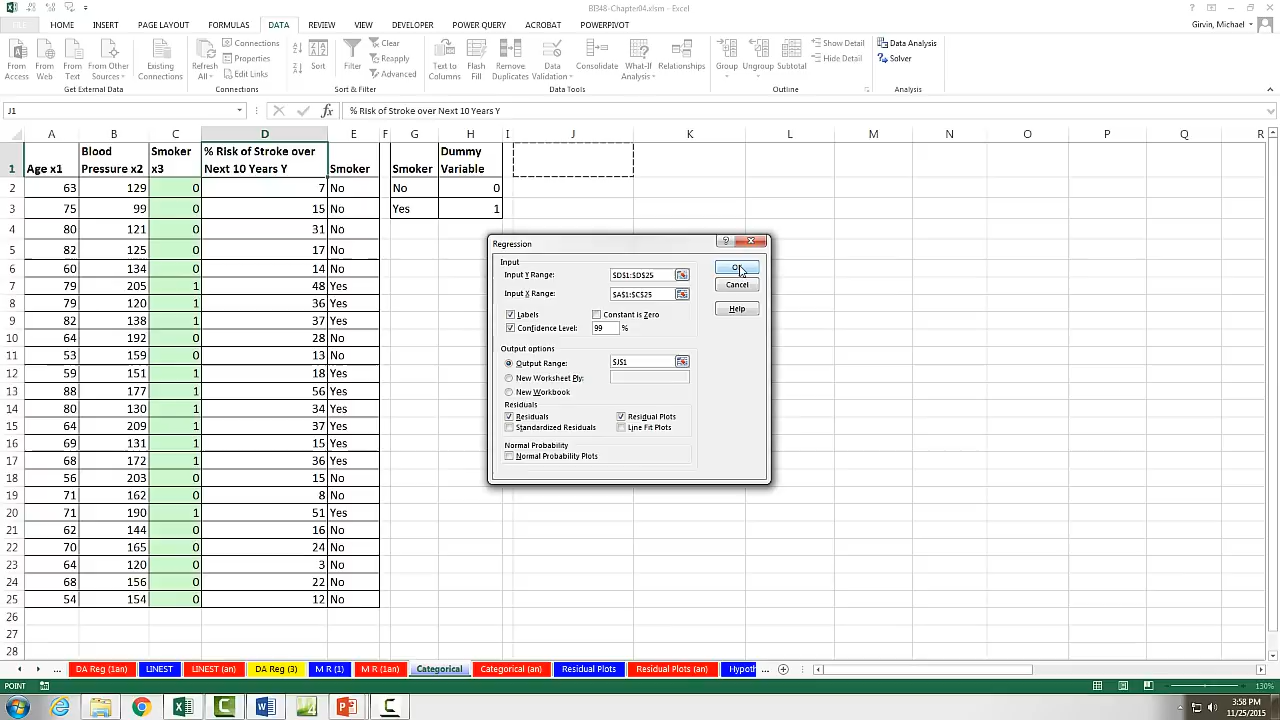 BI348-Chapter04.xlsm - Excel
FILE HOME INSERT PAGE LAYOUT FORMULAS DATA REVIEW VIEW DEVELOPER POWER QUERY ACROBAT POWERPIVOT Girvin, Michael
From Access
From Web
From Text
From Other Sources
Existing Connections
Refresh All
Connections
Properties
Edit Links
Sort
Filter
Clear
Reapply
Advanced
Text to Columns
Flash Fill
Remove Duplicates
Data Validation
Consolidate
What-If Analysis
Relationships
Group
Ungroup
Subtotal
Show Detail
Hide Detail
Data Analysis
Solver
Get External Data Connections Sort & Filter Data Tools Outline Analysis
J1 fx % Risk of Stroke over Next 10 Years Y
A B C D E F G H I J K L M N O P Q R
1 Age x1 Blood Pressure x2 Smoker x3 % Risk of Stroke over Next 10 Years Y Smoker Smoker Dummy Variable
2 63 129 0 7 No No 0
3 75 99 0 15 No Yes 1
4 80 121 0 31 No
5 82 125 0 17 No
6 60 134 0 14 No
7 79 205 1 48 Yes
8 79 120 1 36 Yes
9 82 138 1 37 Yes
10 64 192 0 28 No
11 53 159 0 13 No
12 59 151 1 18 Yes
13 88 177 1 56 Yes
14 80 130 1 34 Yes
15 64 209 1 37 Yes
16 69 131 1 15 Yes
17 68 172 1 36 Yes
18 56 203 0 15 No
19 71 162 0 8 No
20 71 190 1 51 Yes
21 62 144 0 16 No
22 70 165 0 24 No
23 64 120 0 3 No
24 68 156 0 22 No
25 54 154 0 12 No
26
27
28
Regression
Input
Input Y Range: $D$1:$D$25
Input X Range: $A$1:$C$25
Labels Constant is Zero
Confidence Level: 99 %
Output options
Output Range: $J$1
New Worksheet Ply:
New Workbook
Residuals
Residuals Residual Plots
Standardized Residuals Line Fit Plots
Normal Probability
Normal Probability Plots
OK
Cancel
Help
... DA Reg (1an) LINEST LINEST (an) DA Reg (3) M R (1) M R (1an) Categorical Categorical (an) Residual Plots Residual Plots (an) Hypoth ...
POINT 130%
3:58 PM
11/25/2015